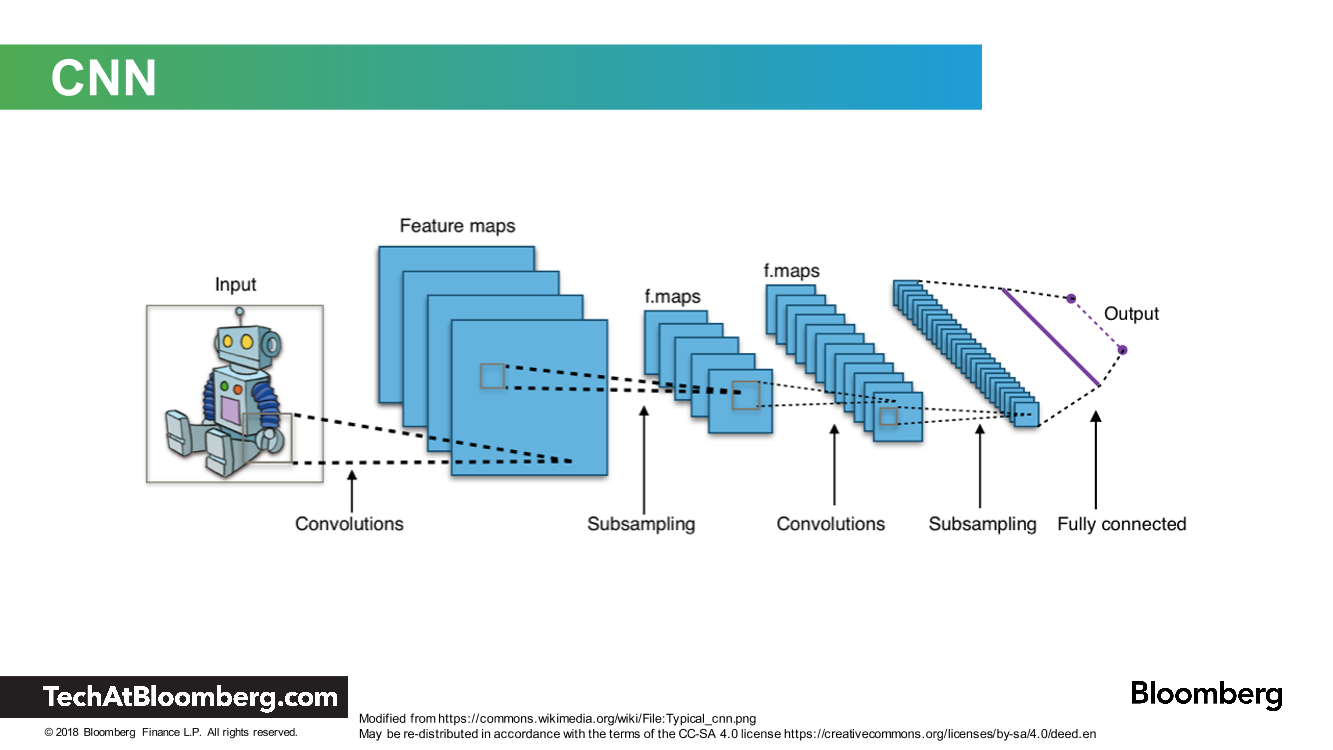 CNN
Feature maps
Input
f.maps
f.maps
Output
Convolutions
Subsampling
Convolutions
Subsampling
Fully connected
TechAtBloomberg.com
Bloomberg
© 2018 Bloomberg Finance L.P. All rights reserved.
Modified from https://commons.wikimedia.org/wiki/File:Typical_cnn.png
May be re-distributed in accordance with the terms of the CC-SA 4.0 license https://creativecommons.org/licenses/by-sa/4.0/deed.en